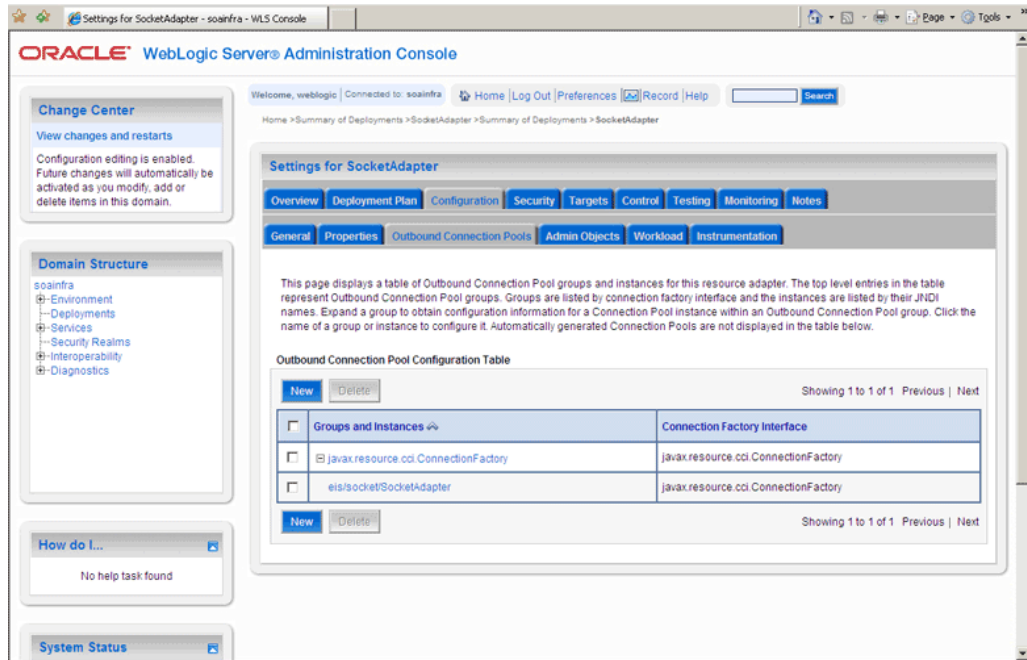 Settings for SocketAdapter - soainfra - WLS Console
Page
Tools
»
ORACLE WebLogic Server® Administration Console
Change Center
View changes and restarts
Configuration editing is enabled.
Future changes will automatically be
activated as you modify, add or
delete items in this domain.
Domain Structure
soainfra
Environment
Deployments
Services
Security Realms
Interoperability
Diagnostics
How do I...
No help task found
System Status
Welcome, weblogic | Connected to: soainfra
Home | Log Out | Preferences | Record | Help
Search
Home >Summary of Deployments >SocketAdapter >Summary of Deployments >SocketAdapter
Settings for SocketAdapter
Overview Deployment Plan Configuration Security Targets Control Testing Monitoring Notes
General Properties Outbound Connection Pools Admin Objects Workload Instrumentation
This page displays a table of Outbound Connection Pool groups and instances for this resource adapter. The top level entries in the table
represent Outbound Connection Pool groups. Groups are listed by connection factory interface and the instances are listed by their JNDI
names. Expand a group to obtain configuration information for a Connection Pool instance within an Outbound Connection Pool group. Click the
name of a group or instance to configure it. Automatically generated Connection Pools are not displayed in the table below.
Outbound Connection Pool Configuration Table
New Delete Showing 1 to 1 of 1 Previous | Next
Groups and Instances Connection Factory Interface
javax.resource.cci.ConnectionFactory javax.resource.cci.ConnectionFactory
eis/socket/SocketAdapter javax.resource.cci.ConnectionFactory
New Delete Showing 1 to 1 of 1 Previous | Next